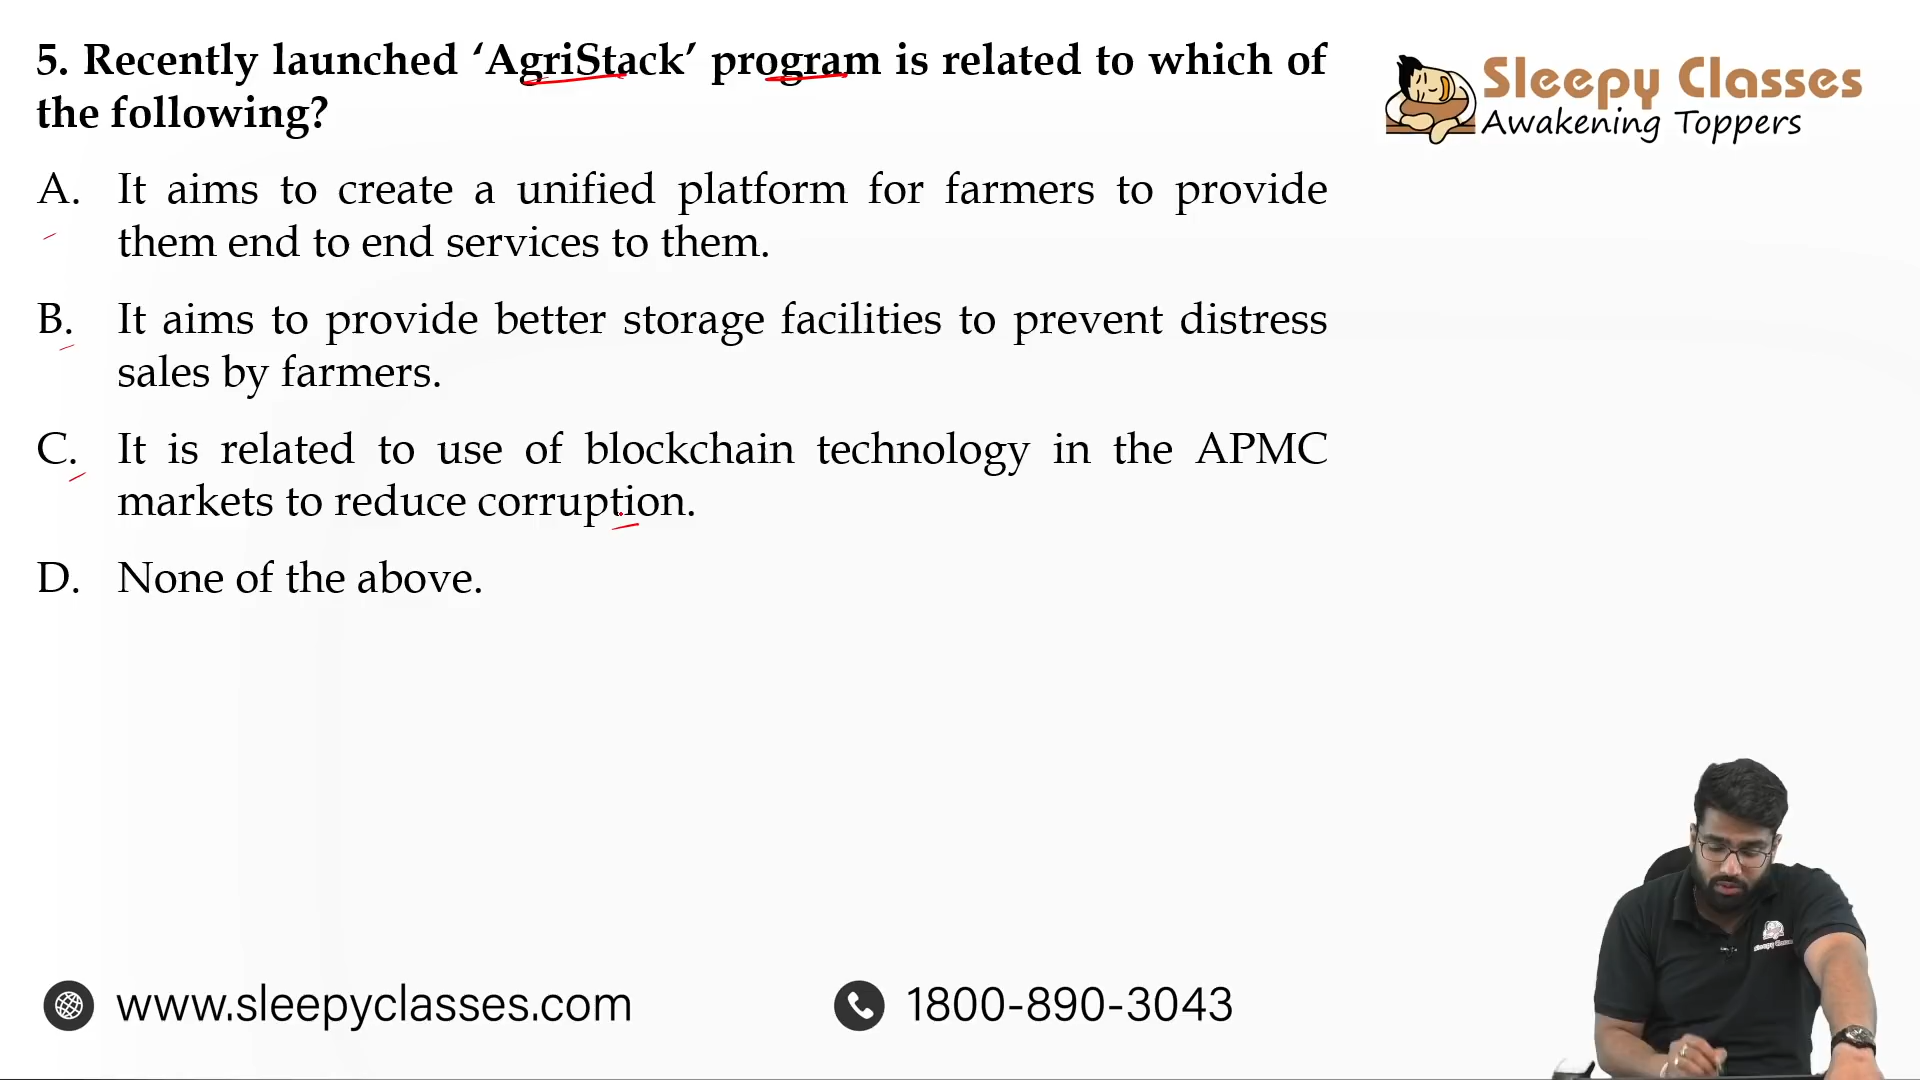 5. Recently launched ‘AgriStack’ program is related to which of
the following?
A. It aims to create a unified platform for farmers to provide
them end to end services to them.
B. It aims to provide better storage facilities to prevent distress
sales by farmers.
C. It is related to use of blockchain technology in the APMC
markets to reduce corruption.
D. None of the above.
Sleepy Classes
Awakening Toppers
www.sleepyclasses.com
1800-890-3043